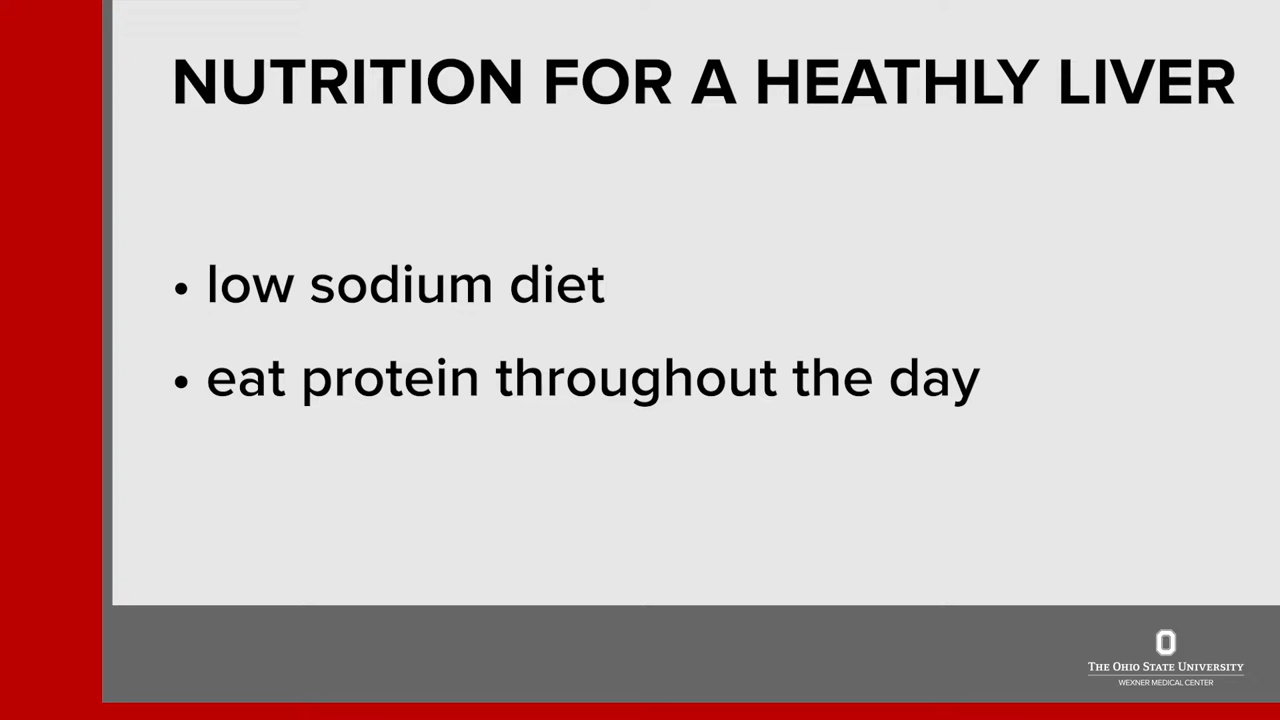 NUTRITION FOR A HEATHLY LIVER
• low sodium diet
• eat protein throughout the day
THE OHIO STATE UNIVERSITY
WEXNER MEDICAL CENTER